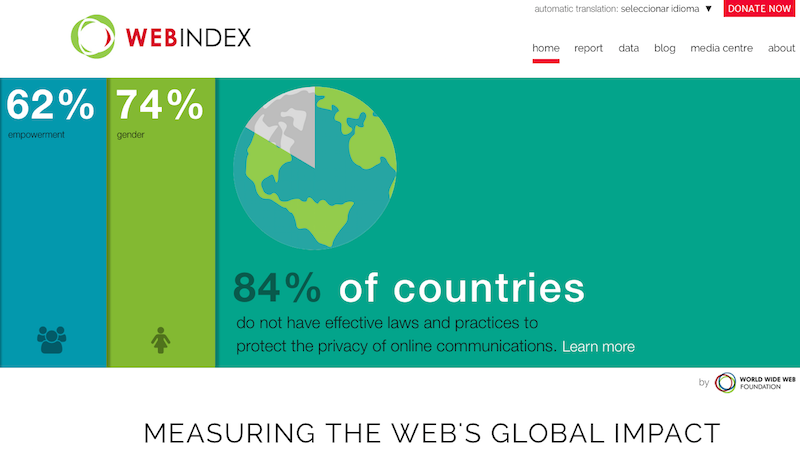 automatic translation: seleccionar idioma ▼ DONATE NOW
WEBINDEX
home report data blog media centre about
62%
empowerment
74%
gender
84% of countries
do not have effective laws and practices to
protect the privacy of online communications. Learn more
by WORLD WIDE WEB
FOUNDATION
MEASURING THE WEB'S GLOBAL IMPACT